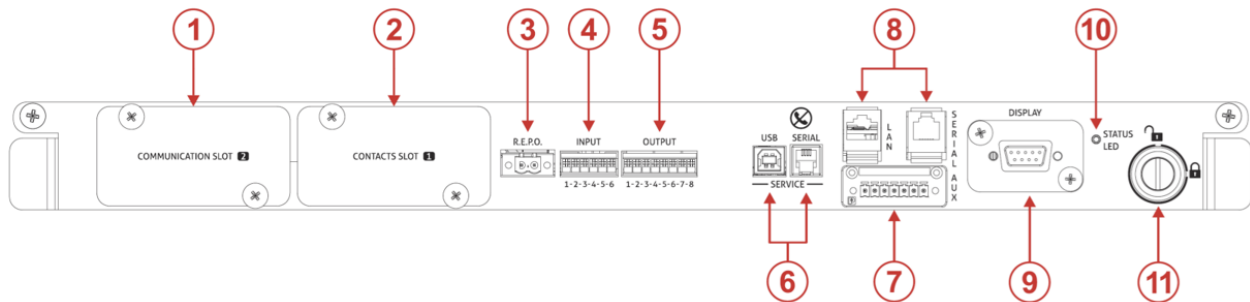 1
2
3
4
5
8
10
COMMUNICATION SLOT 2
CONTACTS SLOT 1
R.E.P.O.
INPUT
1-2-3-4-5-6
OUTPUT
1-2-3-4-5-6-7-8
USB
SERIAL
SERVICE
LAN
SERIAL AUX
DISPLAY
STATUS
LED
6
7
9
11